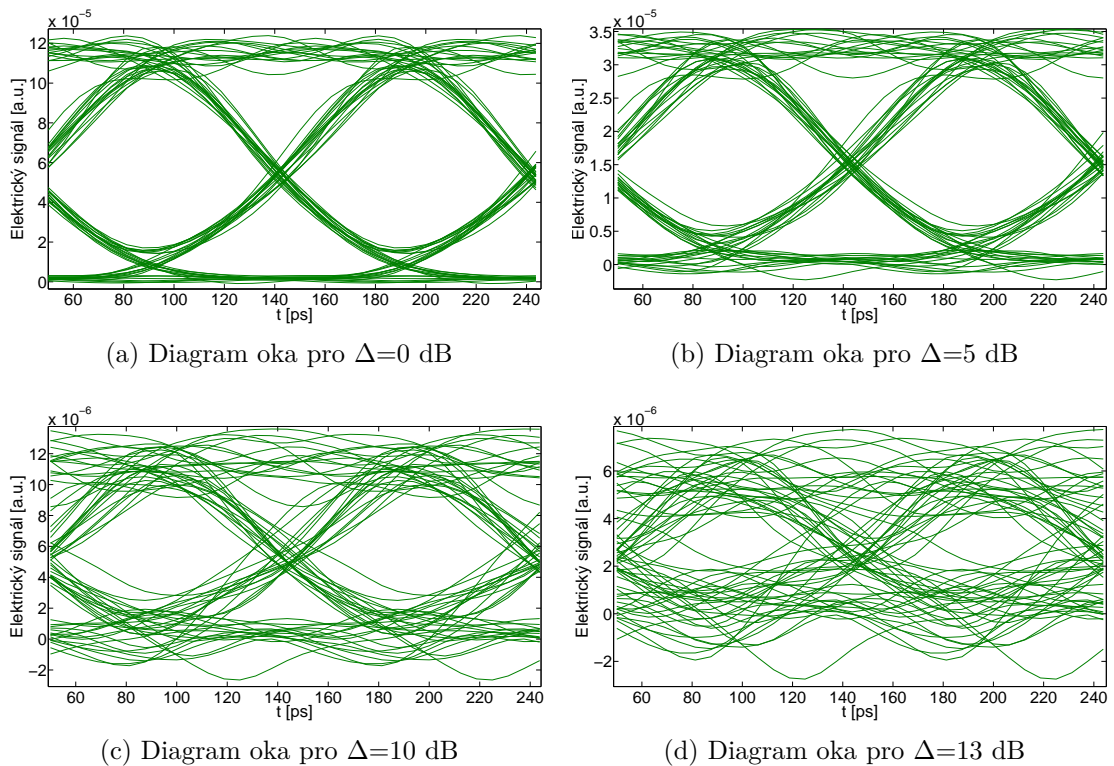 x 10⁻⁵
12
10
8
6
4
2
0
Elektrický signál [a.u.]
60 80 100 120 140 160 180 200 220 240
t [ps]
(a) Diagram oka pro Δ=0 dB
x 10⁻⁵
3.5
3
2.5
2
1.5
1
0.5
0
Elektrický signál [a.u.]
60 80 100 120 140 160 180 200 220 240
t [ps]
(b) Diagram oka pro Δ=5 dB
x 10⁻⁶
12
10
8
6
4
2
0
−2
Elektrický signál [a.u.]
60 80 100 120 140 160 180 200 220 240
t [ps]
(c) Diagram oka pro Δ=10 dB
x 10⁻⁶
6
4
2
0
−2
Elektrický signál [a.u.]
60 80 100 120 140 160 180 200 220 240
t [ps]
(d) Diagram oka pro Δ=13 dB